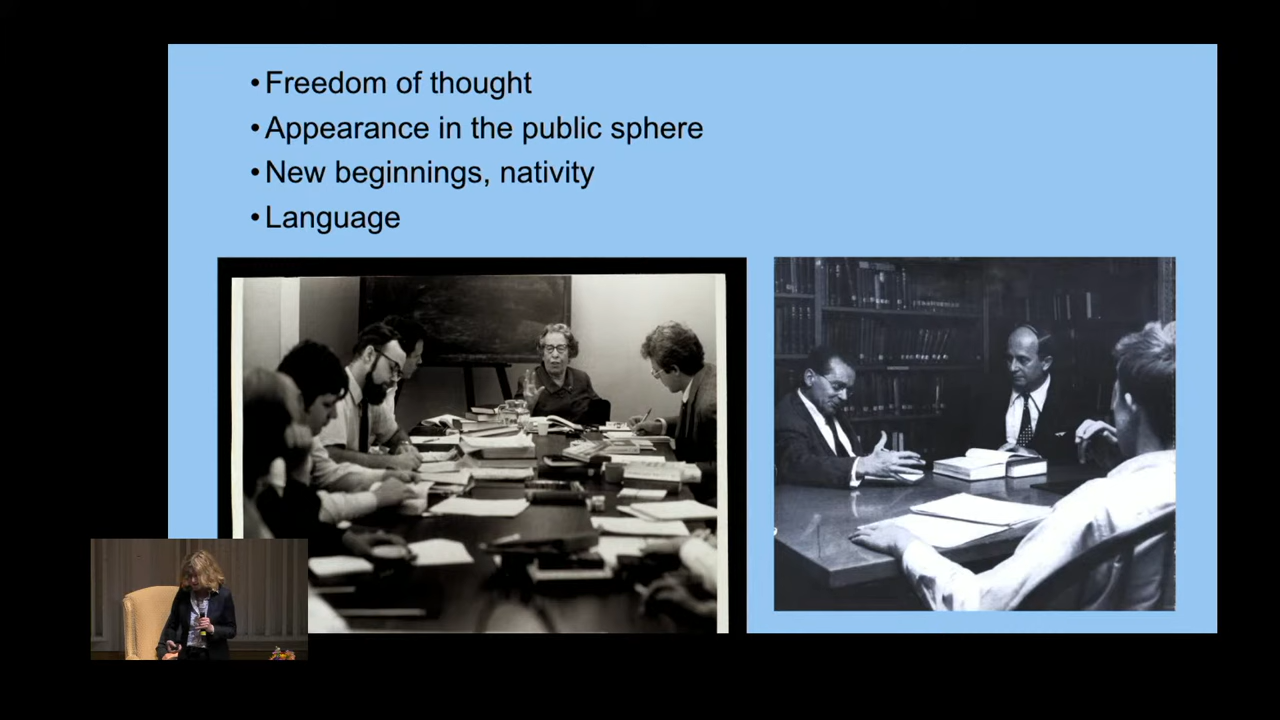 •Freedom of thought
•Appearance in the public sphere
•New beginnings, nativity
•Language